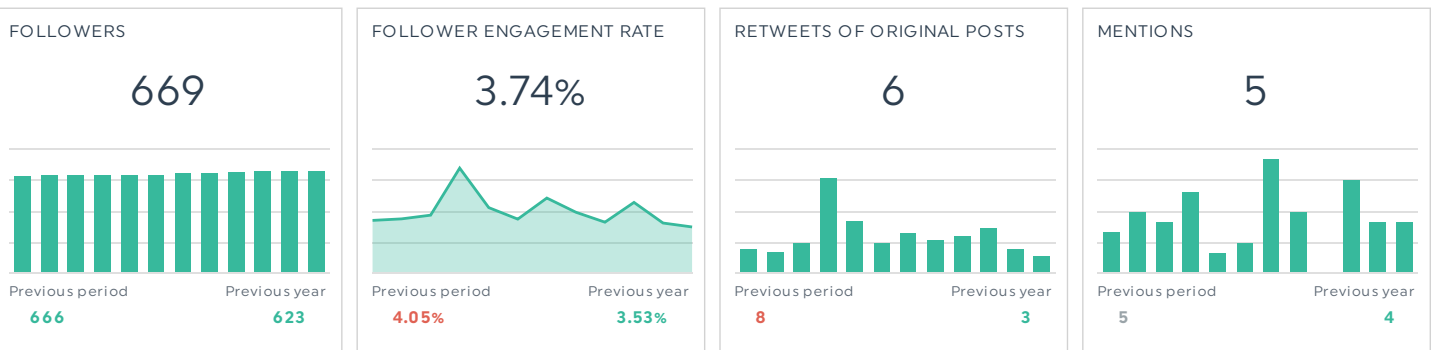 FOLLOWERS
669
Previous period Previous year
666 623
FOLLOWER ENGAGEMENT RATE
3.74%
Previous period Previous year
4.05% 3.53%
RETWEETS OF ORIGINAL POSTS
6
Previous period Previous year
8 3
MENTIONS
5
Previous period Previous year
5 4